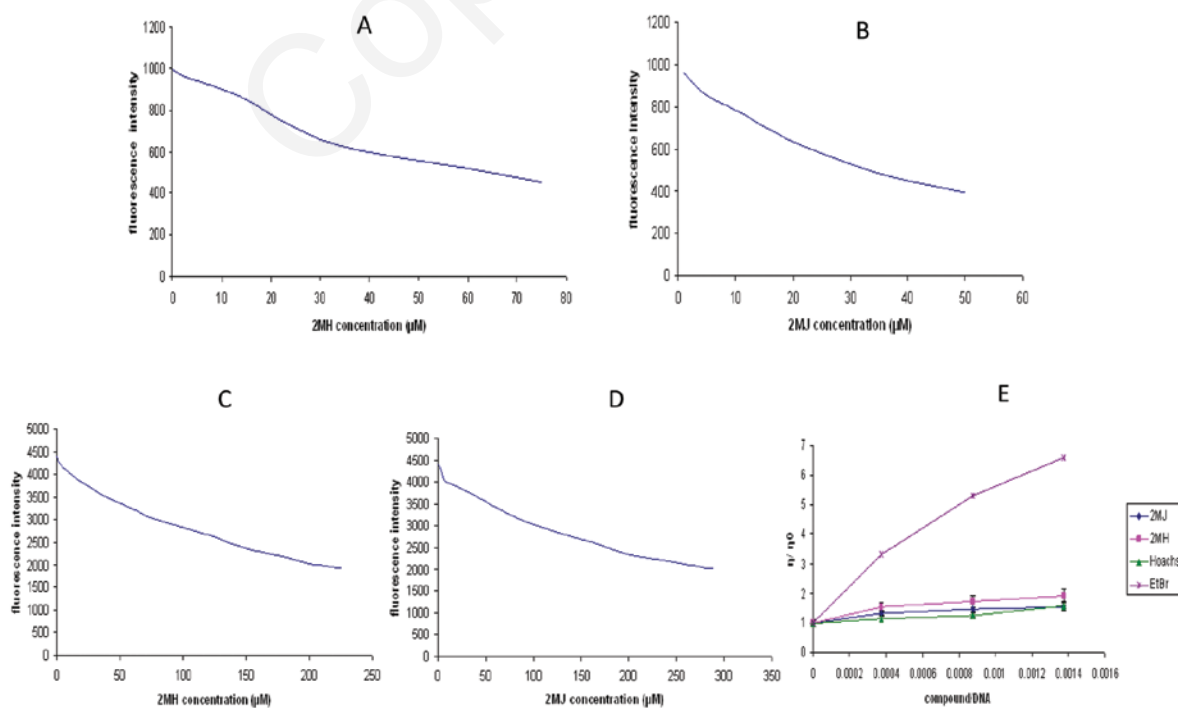 Cop
A
1200
1000
800
600
400
200
0
fluorescence intensity
0 10 20 30 40 50 60 70 80
2MH concentration (µM)
B
1200
1000
800
600
400
200
0
fluorescence intensity
0 10 20 30 40 50 60
2MJ concentration (µM)
C
5000
4500
4000
3500
3000
2500
2000
1500
1000
500
0
fluorescence intensity
0 50 100 150 200 250
2MH concentration (µM)
D
5000
4500
4000
3500
3000
2500
2000
1500
1000
500
0
fluorescence intensity
0 50 100 150 200 250 300 350
2MJ concentration (µM)
E
7
6
5
4
3
2
1
0
η/ η0
0 0.0002 0.0004 0.0006 0.0008 0.001 0.0012 0.0014 0.0016
compound/DNA
2MJ
2MH
Hoechs
EtBr